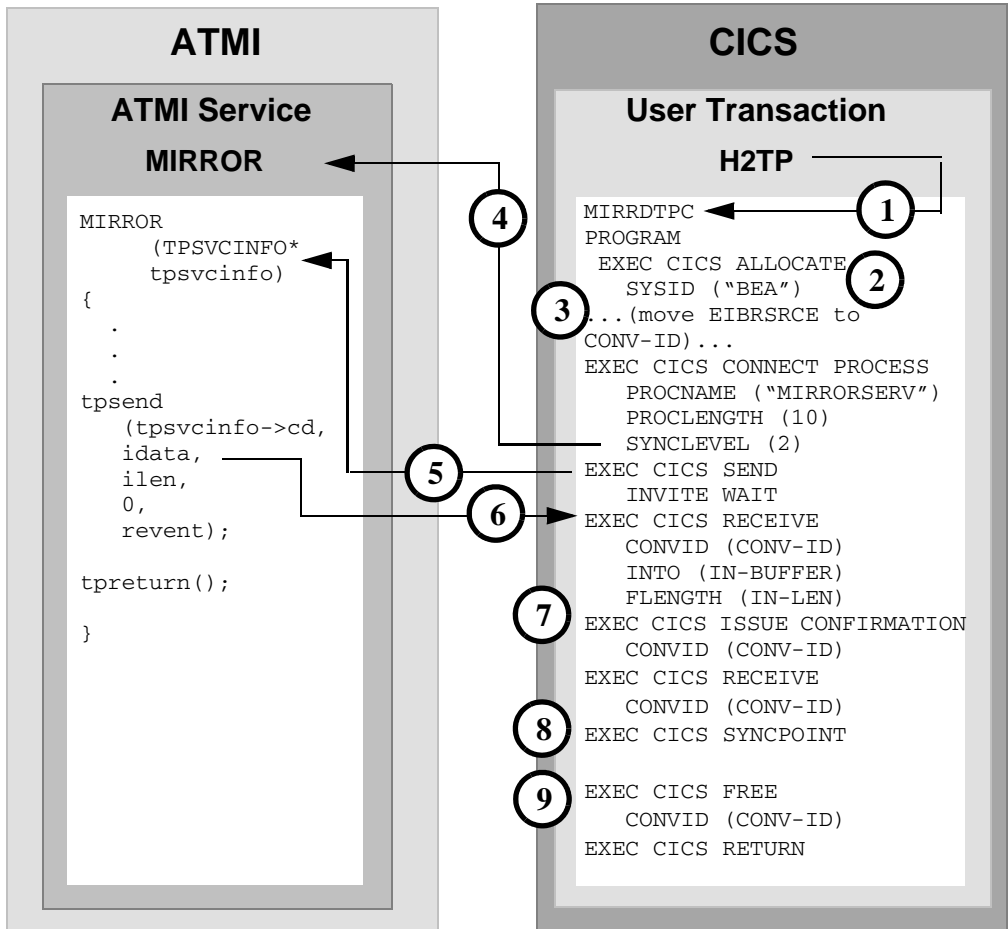 ATMI
ATMI Service
MIRROR
MIRROR
(TPSVCINFO*
tpsvcinfo)
{
.
.
.
tpsend
(tpsvcinfo->cd,
idata,
ilen,
0,
revent);
tpreturn();
}
4
5
6
CICS
User Transaction
H2TP
1
MIRRDTPC
PROGRAM
EXEC CICS ALLOCATE
2
SYSID (“BEA”)
3
...(move EIBRSRCE to
CONV-ID)...
EXEC CICS CONNECT PROCESS
PROCNAME (“MIRRORSERV”)
PROCLENGTH (10)
SYNCLEVEL (2)
EXEC CICS SEND
INVITE WAIT
EXEC CICS RECEIVE
CONVID (CONV-ID)
INTO (IN-BUFFER)
FLENGTH (IN-LEN)
7
EXEC CICS ISSUE CONFIRMATION
CONVID (CONV-ID)
EXEC CICS RECEIVE
CONVID (CONV-ID)
8
EXEC CICS SYNCPOINT
9
EXEC CICS FREE
CONVID (CONV-ID)
EXEC CICS RETURN